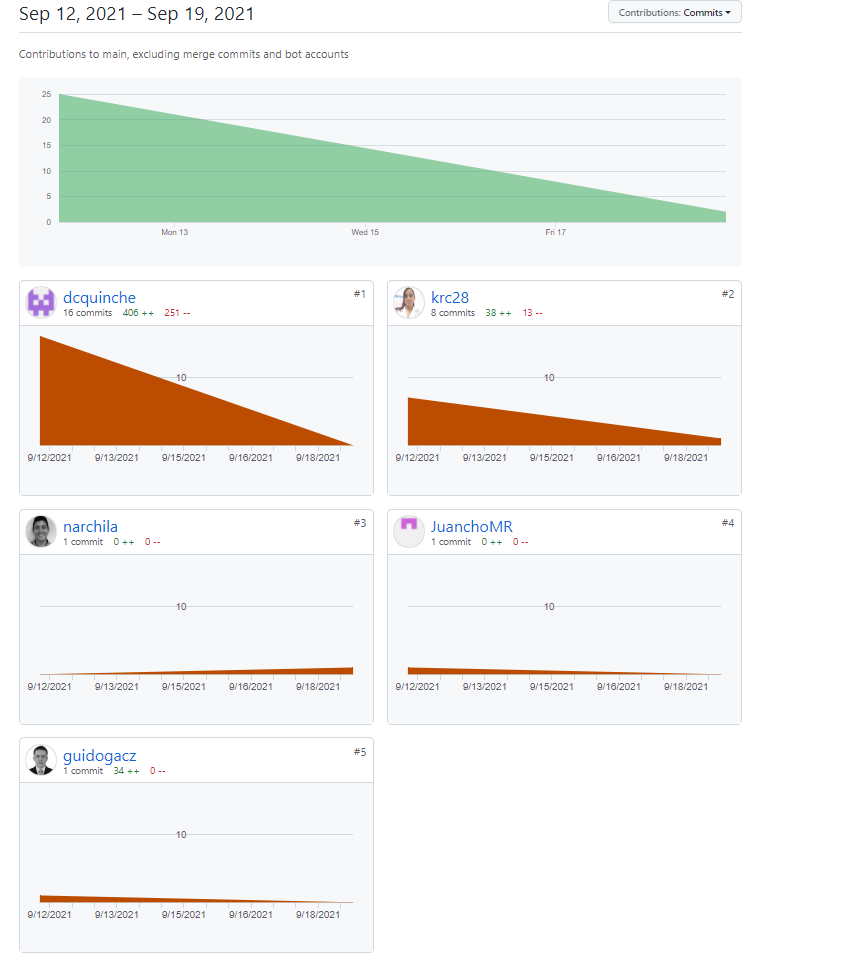 Sep 12, 2021 – Sep 19, 2021
Contributions: Commits
Contributions to main, excluding merge commits and bot accounts
25
20
15
10
5
0
Mon 13 Wed 15 Fri 17
dcquinche #1
16 commits 406 ++ 251 --
10
9/12/2021 9/13/2021 9/15/2021 9/16/2021 9/18/2021
krc28 #2
8 commits 38 ++ 13 --
10
9/12/2021 9/13/2021 9/15/2021 9/16/2021 9/18/2021
narchila #3
1 commit 0 ++ 0 --
10
9/12/2021 9/13/2021 9/15/2021 9/16/2021 9/18/2021
JuanchoMR #4
1 commit 0 ++ 0 --
10
9/12/2021 9/13/2021 9/15/2021 9/16/2021 9/18/2021
guidogacz #5
1 commit 34 ++ 0 --
10
9/12/2021 9/13/2021 9/15/2021 9/16/2021 9/18/2021